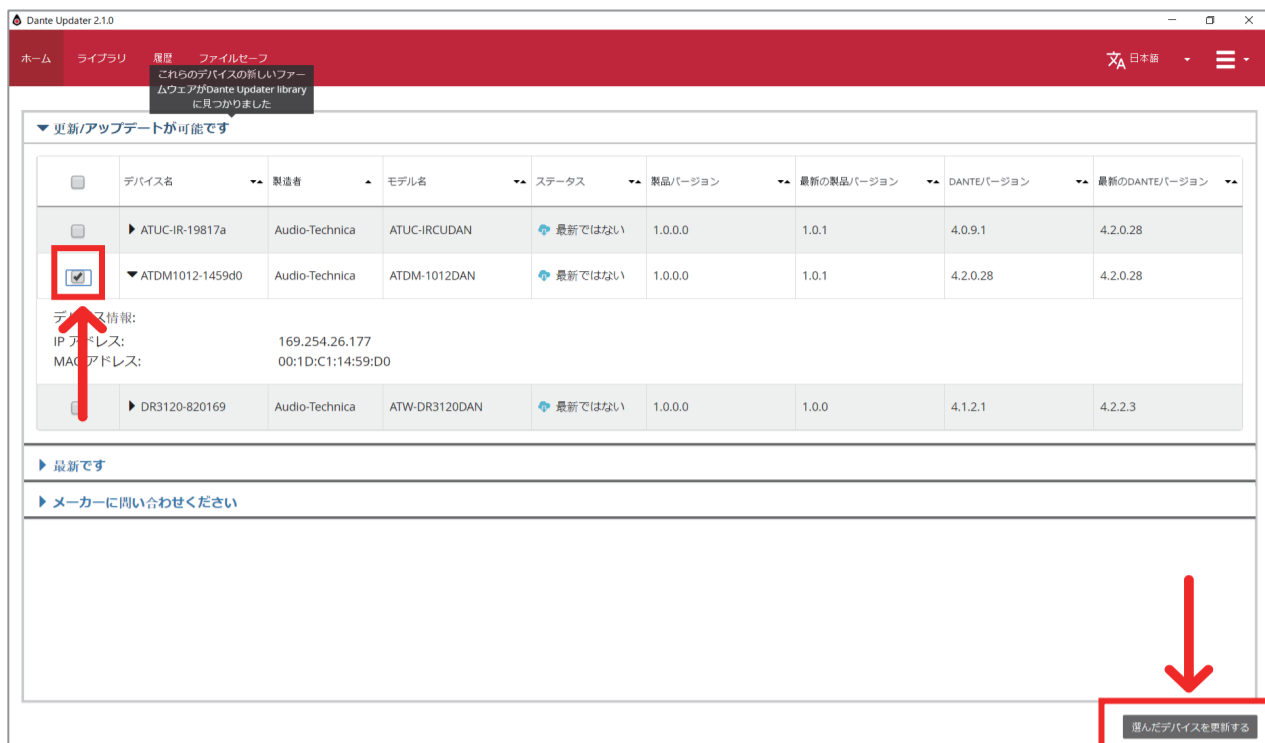 Dante Updater 2.1.0
ホーム ライブラリ 履歴 ファイルセーフ 日本語
これらのデバイスの新しいファー
ムウェアがDante Updater library
に見つかりました
更新/アップデートが可能です
デバイス名 製造者 モデル名 ステータス 製品バージョン 最新の製品バージョン DANTEバージョン 最新のDANTEバージョン
ATUC-IR-19817a Audio-Technica ATUC-IRCUDAN 最新ではない 1.0.0.0 1.0.1 4.0.9.1 4.2.0.28
ATDM1012-1459d0 Audio-Technica ATDM-1012DAN 最新ではない 1.0.0.0 1.0.1 4.2.0.28 4.2.0.28
デバイス情報:
IP アドレス: 169.254.26.177
MAC アドレス: 00:1D:C1:14:59:D0
DR3120-820169 Audio-Technica ATW-DR3120DAN 最新ではない 1.0.0.0 1.0.0 4.1.2.1 4.2.2.3
最新です
メーカーに問い合わせください
選んだデバイスを更新する